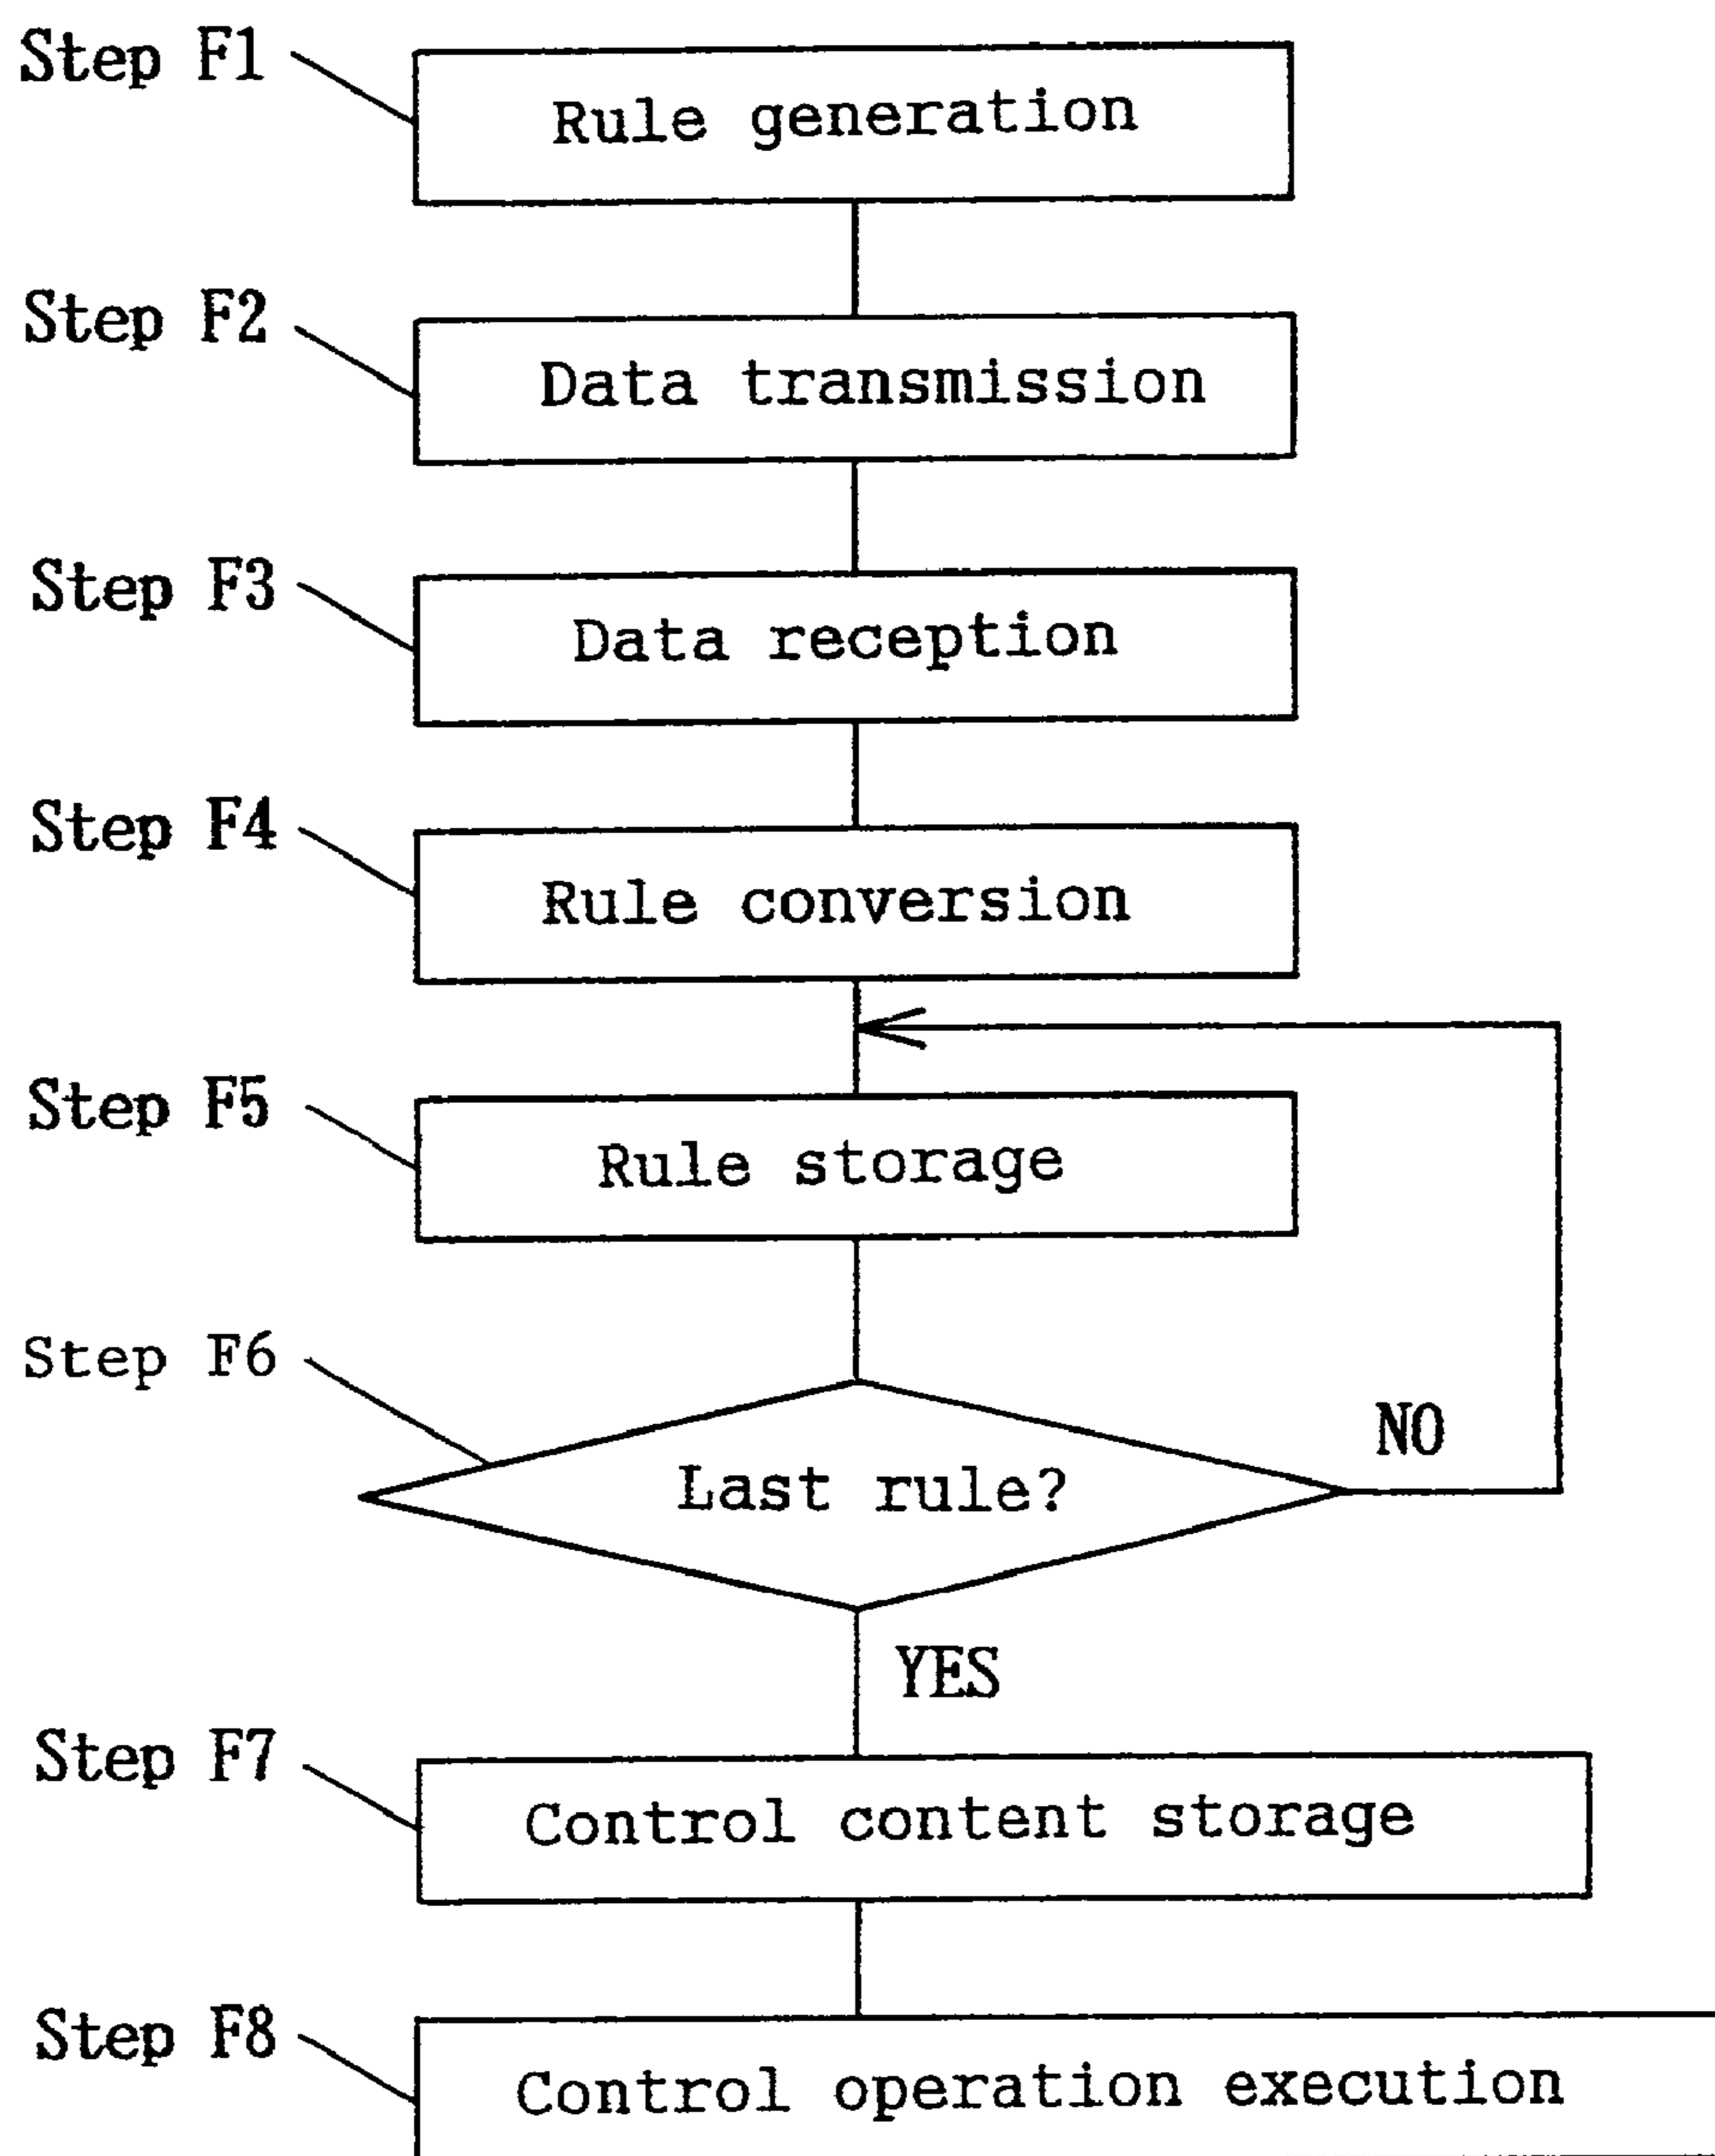 Step F1
Rule generation
Step F2
Data transmission
Step F3
Data reception
Step F4
Rule conversion
Step F5
Rule storage
Step F6
Last rule?
NO
YES
Step F7
Control content storage
Step F8
Control operation execution